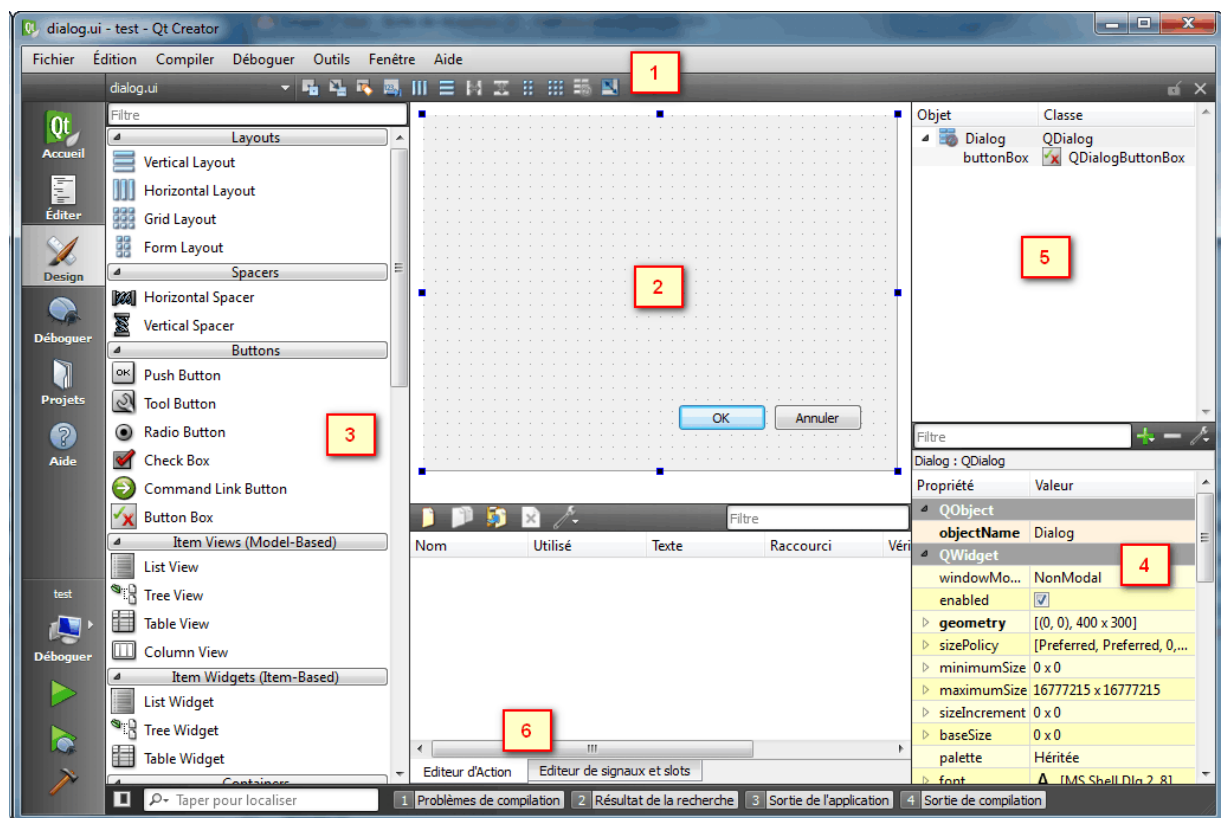 dialog.ui - test - Qt Creator
Fichier Édition Compiler Déboguer Outils Fenêtre Aide
1
dialog.ui
Qt
Accueil
Éditer
Design
Déboguer
Projets
Aide
test
Déboguer
Filtre
Layouts
Vertical Layout
Horizontal Layout
Grid Layout
Form Layout
Spacers
Horizontal Spacer
Vertical Spacer
Buttons
OK Push Button
Tool Button
Radio Button
3
Check Box
Command Link Button
Button Box
Item Views (Model-Based)
List View
Tree View
Table View
Column View
Item Widgets (Item-Based)
List Widget
Tree Widget
Table Widget
Containers
2
OK Annuler
Filtre
Nom Utilisé Texte Raccourci Véri
6
Editeur d'Action Editeur de signaux et slots
Objet Classe
Dialog QDialog
buttonBox QDialogButtonBox
5
Filtre
Dialog : QDialog
Propriété Valeur
QObject
objectName Dialog
QWidget
4
windowMo... NonModal
enabled
geometry [(0, 0), 400 x 300]
sizePolicy [Preferred, Preferred, 0,...
minimumSize 0 x 0
maximumSize 16777215 x 16777215
sizeIncrement 0 x 0
baseSize 0 x 0
palette Héritée
font A [MS Shell Dlg 2, 8]
Taper pour localiser
1 Problèmes de compilation 2 Résultat de la recherche 3 Sortie de l'application 4 Sortie de compilation